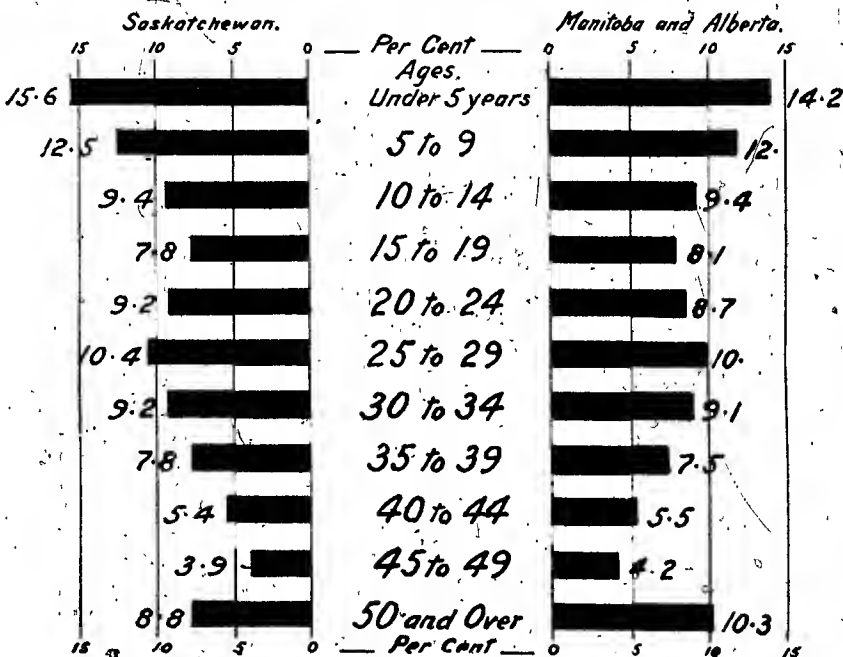 Saskatchewan. Manitoba and Alberta.
15 10 5 0 Per Cent 0 5 10 15
Ages.
15.6 Under 5 years 14.2
12.5 5 to 9 12.
9.4 10 to 14 9.4
7.8 15 to 19 8.1
9.2 20 to 24 8.7
10.4 25 to 29 10.
9.2 30 to 34 9.1
7.8 35 to 39 7.5
5.4 40 to 44 5.5
3.9 45 to 49 4.2
8.8 50 and Over 10.3
15 10 5 0 Per Cent 0 5 10 15